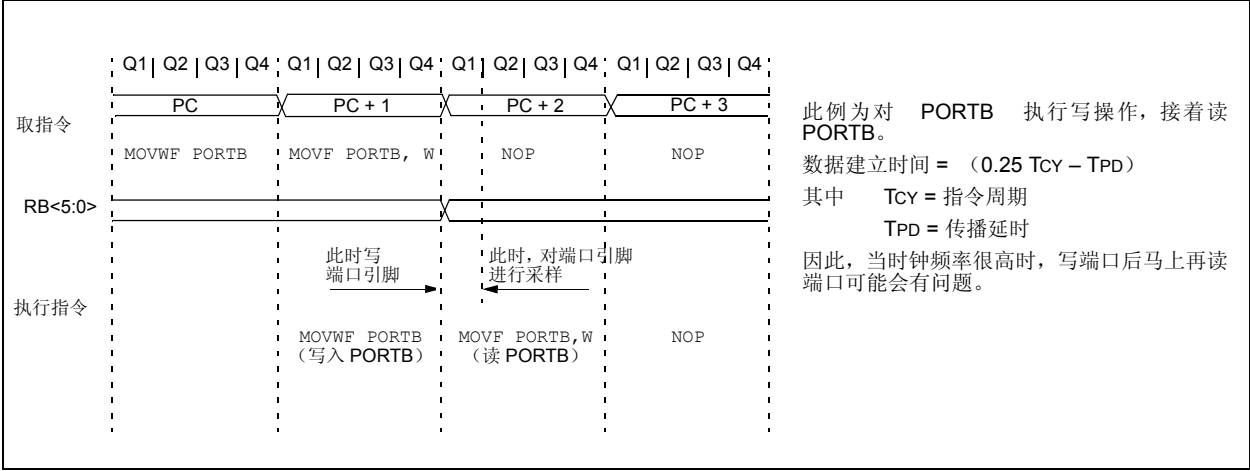 Q1 Q2 Q3 Q4 Q1 Q2 Q3 Q4 Q1 Q2 Q3 Q4 Q1 Q2 Q3 Q4
取指令
PC PC + 1 PC + 2 PC + 3
MOVWF PORTB MOVF PORTB, W NOP NOP
RB<5:0>
此时写
端口引脚
此时，对端口引脚
进行采样
执行指令
MOVWF PORTB MOVF PORTB,W NOP
（写入 PORTB） （读 PORTB）
此例为对 PORTB 执行写操作，接着读
PORTB。
数据建立时间 = （0.25 TCY – TPD）
其中 TCY = 指令周期
TPD = 传播延时
因此，当时钟频率很高时，写端口后马上再读
端口可能会有问题。